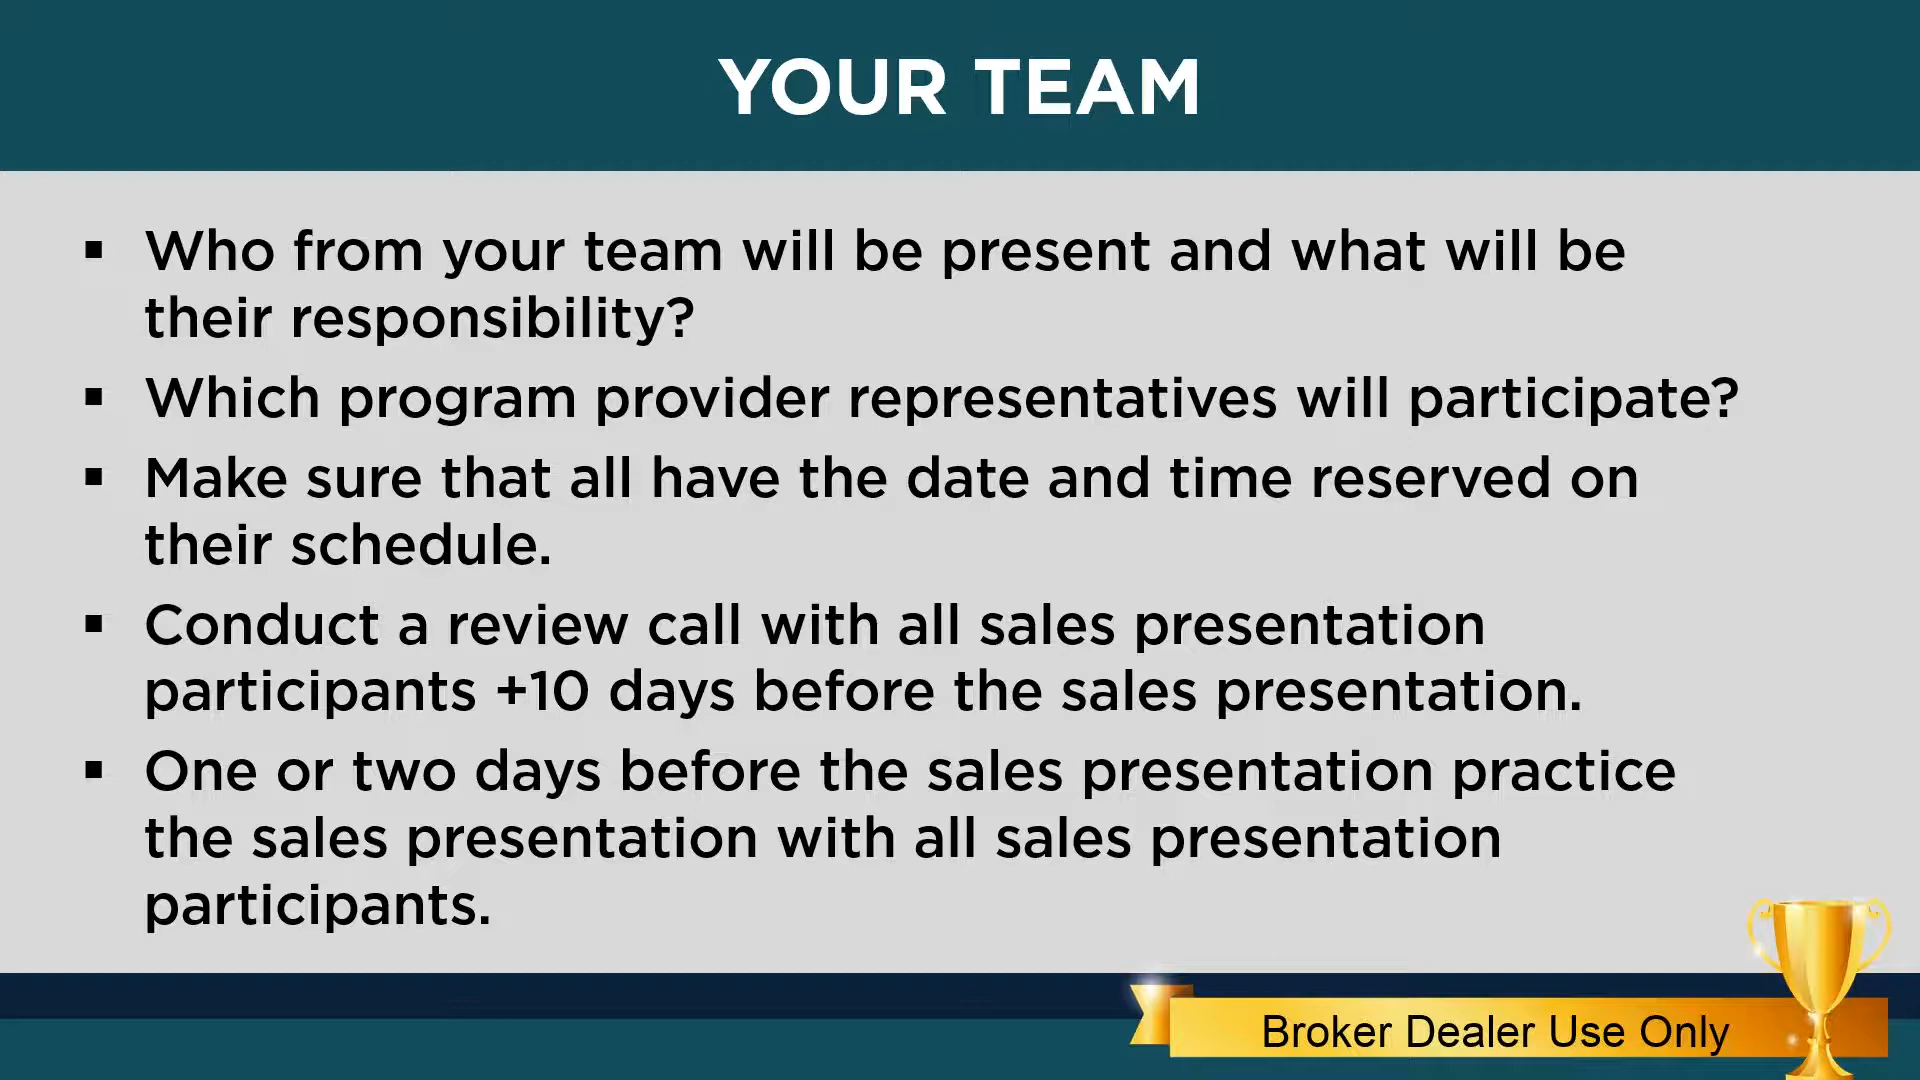 YOUR TEAM
▪ Who from your team will be present and what will be
their responsibility?
▪ Which program provider representatives will participate?
▪ Make sure that all have the date and time reserved on
their schedule.
▪ Conduct a review call with all sales presentation
participants +10 days before the sales presentation.
▪ One or two days before the sales presentation practice
the sales presentation with all sales presentation
participants.
Broker Dealer Use Only